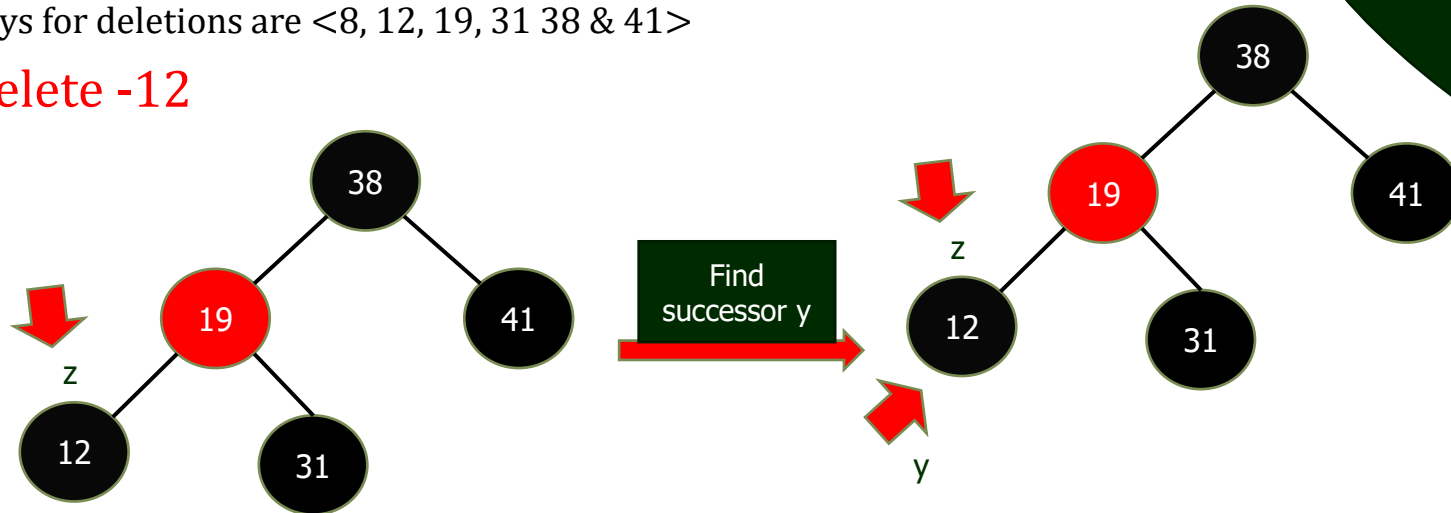 ys for deletions are <8, 12, 19, 31 38 & 41>
elete -12
38
19
41
z
12
31
Find
successor y
38
19
41
z
12
31
y